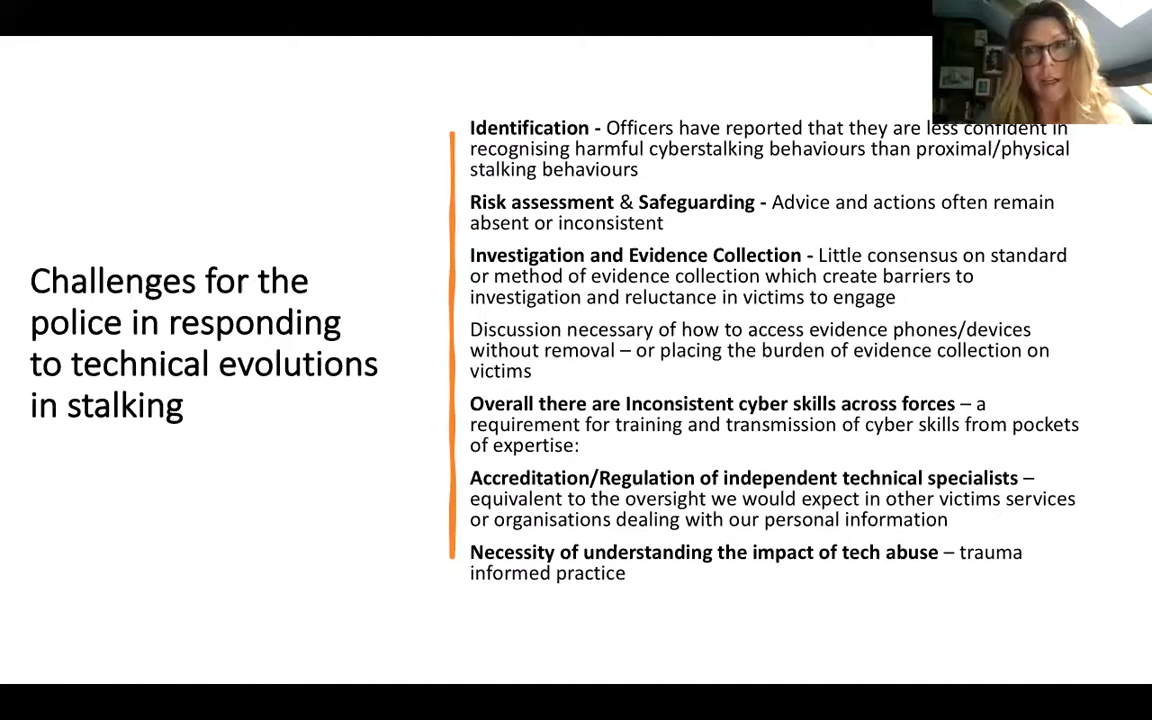 Challenges for the
police in responding
to technical evolutions
in stalking
Identification - Officers have reported that they are less confident in
recognising harmful cyberstalking behaviours than proximal/physical
stalking behaviours
Risk assessment & Safeguarding - Advice and actions often remain
absent or inconsistent
Investigation and Evidence Collection - Little consensus on standard
or method of evidence collection which create barriers to
investigation and reluctance in victims to engage
Discussion necessary of how to access evidence phones/devices
without removal – or placing the burden of evidence collection on
victims
Overall there are Inconsistent cyber skills across forces – a
requirement for training and transmission of cyber skills from pockets
of expertise:
Accreditation/Regulation of independent technical specialists –
equivalent to the oversight we would expect in other victims services
or organisations dealing with our personal information
Necessity of understanding the impact of tech abuse – trauma
informed practice